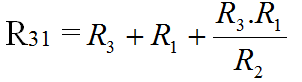 R₃₁ = R₃ + R₁ + (R₃.R₁)/R₂